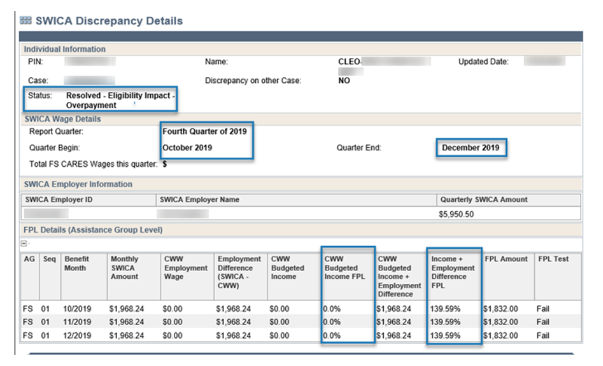 SWICA Discrepancy Details
Individual Information
PIN: Name: CLEO- Updated Date:
Case: Discrepancy on other Case: NO
Status: Resolved - Eligibility Impact -
Overpayment
SWICA Wage Details
Report Quarter: Fourth Quarter of 2019
Quarter Begin: October 2019 Quarter End: December 2019
Total FS CARES Wages this quarter: $
SWICA Employer Information
SWICA Employer ID SWICA Employer Name Quarterly SWICA Amount
$5,950.50
FPL Details (Assistance Group Level)
AG Seq Benefit Monthly CWW Employment CWW CWW CWW Income + FPL Amount FPL Test
Month SWICA Employment Difference Budgeted Budgeted Budgeted Employment
Amount Wage (SWICA - Income Income FPL Income + Difference
CWW) Employment FPL
Difference
FS 01 10/2019 $1,968.24 $0.00 $1,968.24 $0.00 0.0% $1,968.24 139.59% $1,832.00 Fail
FS 01 11/2019 $1,968.24 $0.00 $1,968.24 $0.00 0.0% $1,968.24 139.59% $1,832.00 Fail
FS 01 12/2019 $1,968.24 $0.00 $1,968.24 $0.00 0.0% $1,968.24 139.59% $1,832.00 Fail